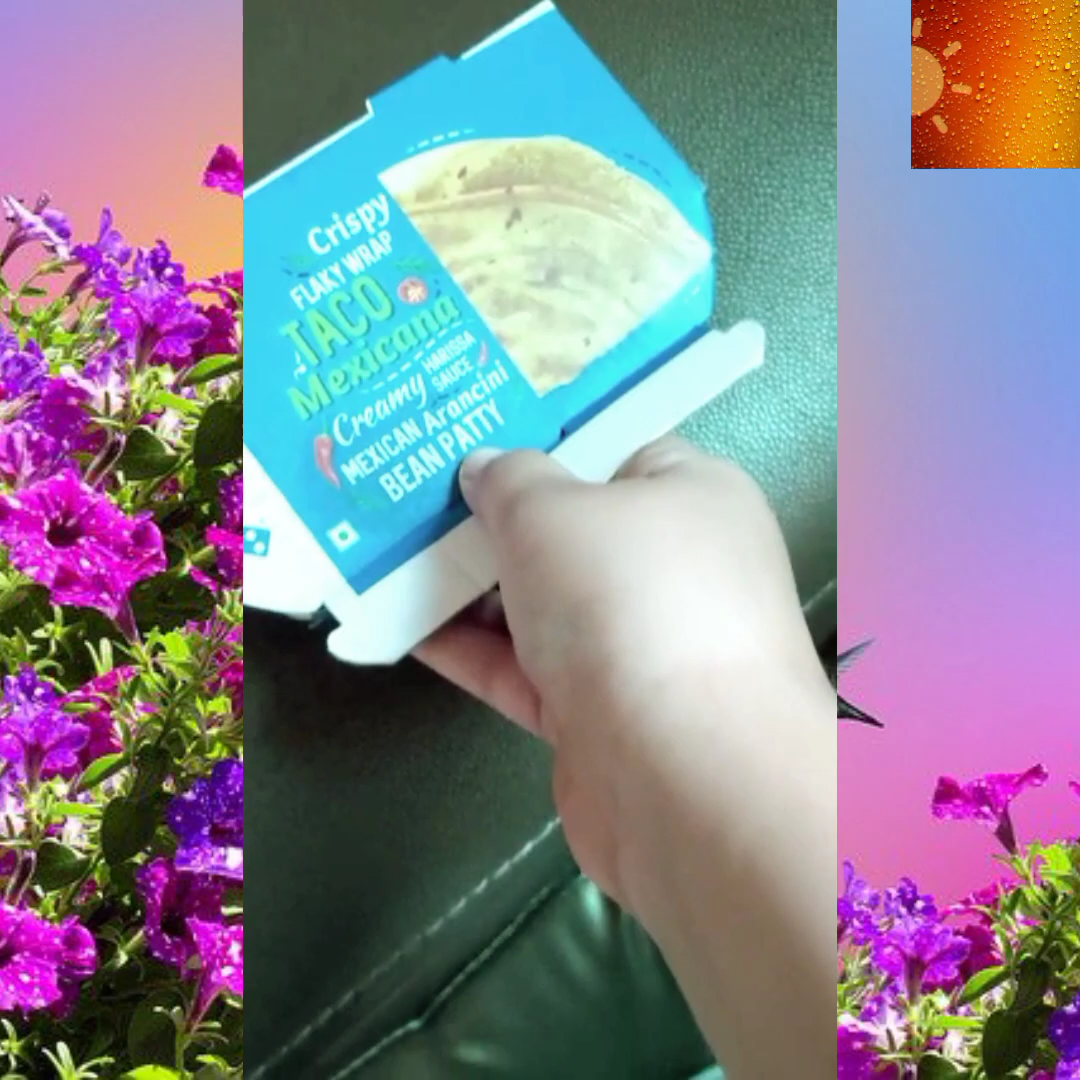 Crispy
FLAKY WRAP
TACO
Mexicana
Creamy HARISSA
SAUCE
MEXICAN Arancini
BEAN PATTY